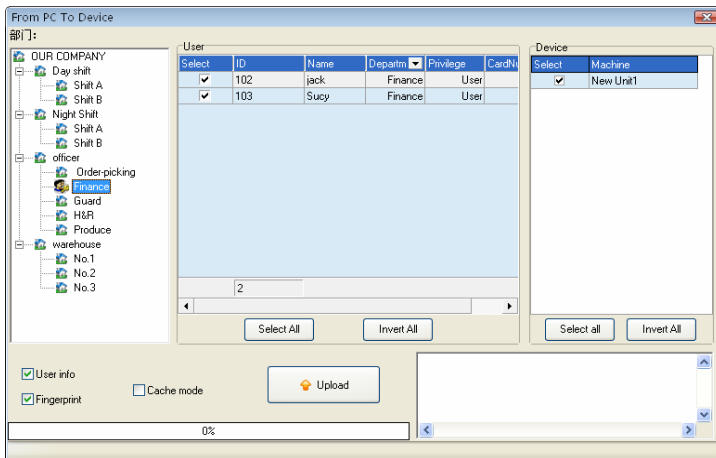 From PC To Device
部门:
OUR COMPANY
Day shift
Shift A
Shift B
Night Shift
Shift A
Shift B
officer
Order-picking
Finance
Guard
H&R
Produce
warehouse
No.1
No.2
No.3
User
Select ID Name Departm Privilege CardNu
102 jack Finance User
103 Sucy Finance User
2
Select All Invert All
Device
Select Machine
New Unit1
Select all Invert All
User info
Fingerprint
Cache mode
Upload
0%